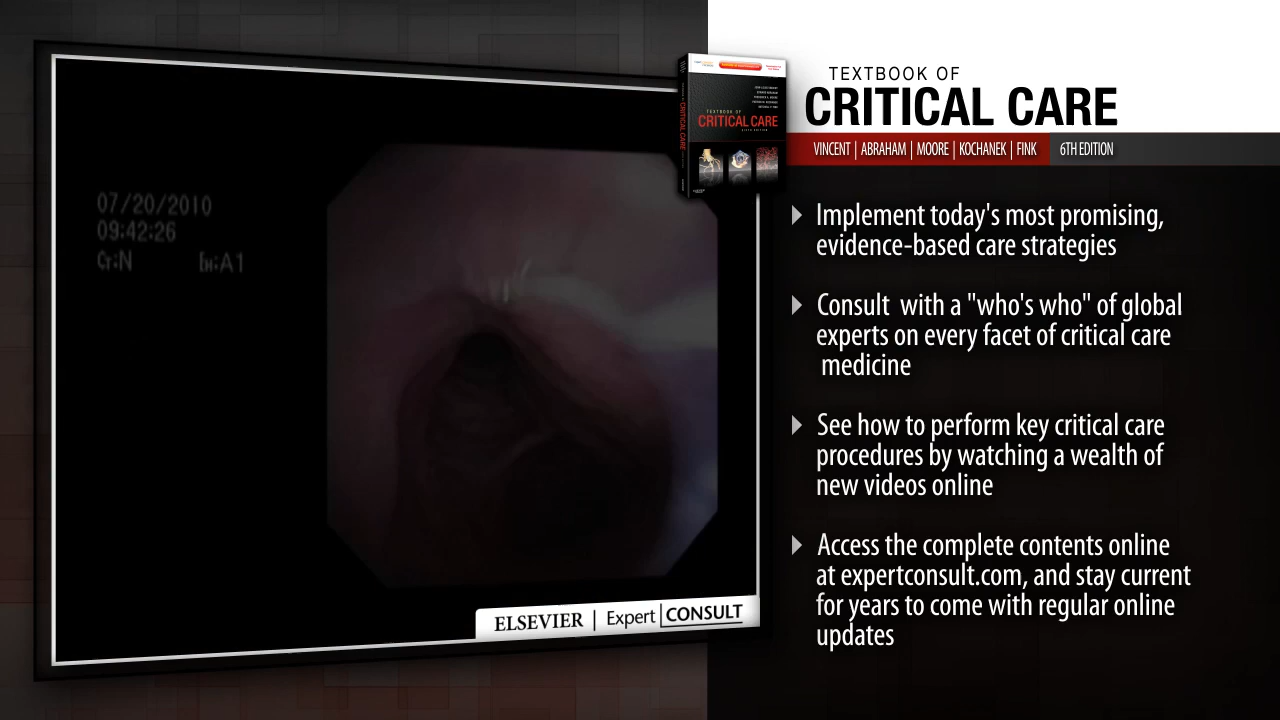 07/20/2010
09:42:26
Cr:N
En:A1
TEXTBOOK OF
CRITICAL CARE
ELSEVIER | Expert CONSULT
TEXTBOOK OF
CRITICAL CARE
VINCENT | ABRAHAM | MOORE | KOCHANEK | FINK 6TH EDITION
Implement today's most promising,
evidence-based care strategies
Consult with a "who's who" of global
experts on every facet of critical care
medicine
See how to perform key critical care
procedures by watching a wealth of
new videos online
Access the complete contents online
at expertconsult.com, and stay current
for years to come with regular online
updates